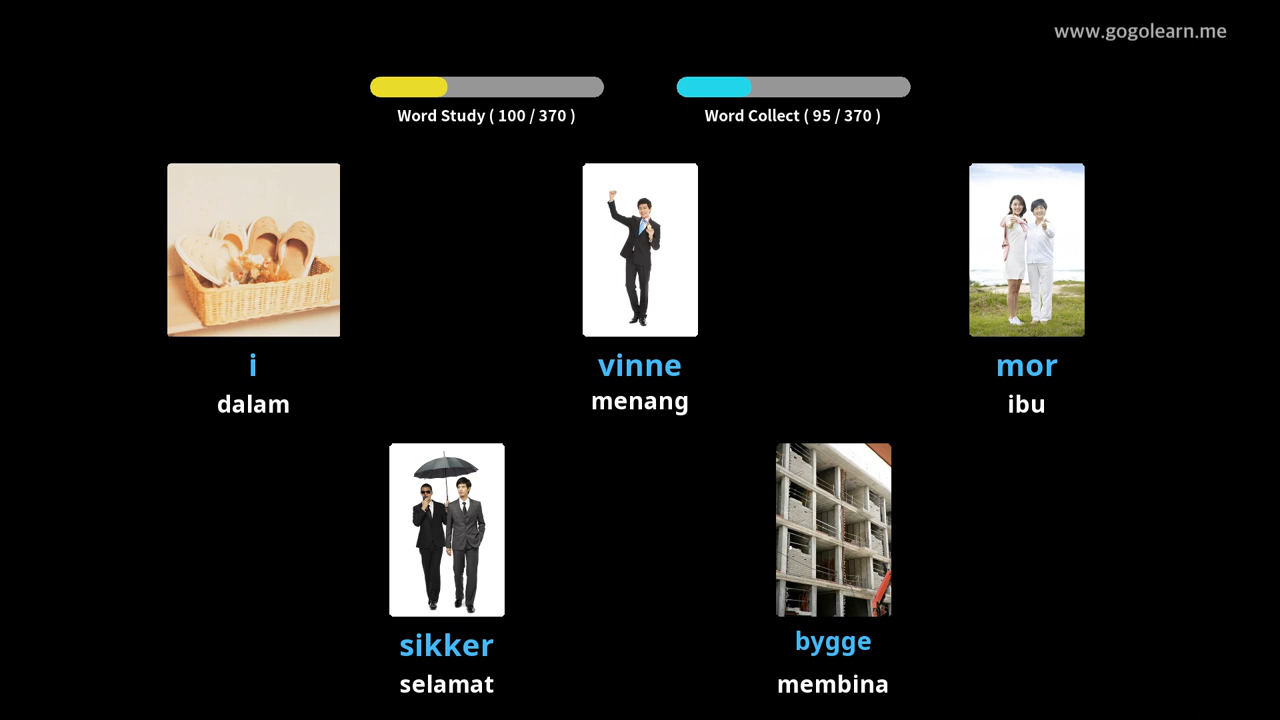 www.gogolearn.me
Word Study ( 100 / 370 )
Word Collect ( 95 / 370 )
i
dalam
vinne
menang
mor
ibu
sikker
selamat
bygge
membina